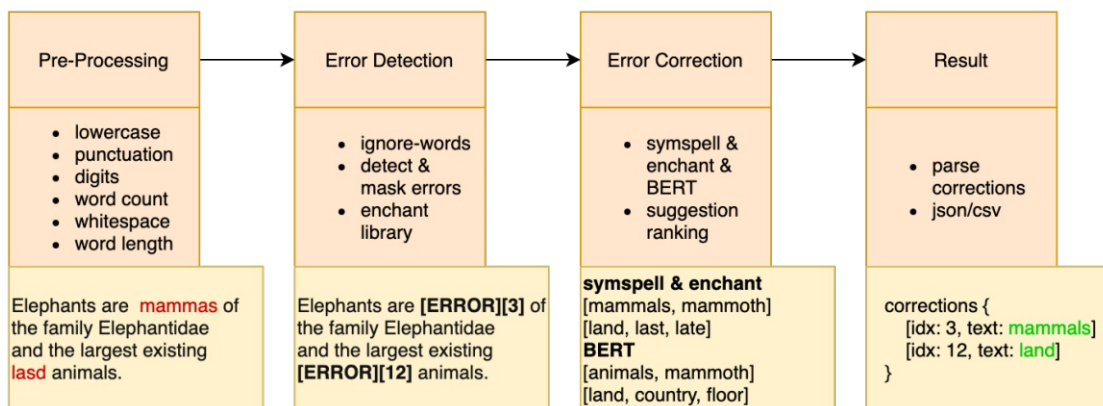 Pre-Processing
lowercase
punctuation
digits
word count
whitespace
word length
Elephants are mammas of
the family Elephantidae
and the largest existing
lasd animals.
Error Detection
ignore-words
detect &
mask errors
enchant
library
Elephants are [ERROR][3] of
the family Elephantidae
and the largest existing
[ERROR][12] animals.
Error Correction
symspell &
enchant &
BERT
suggestion
ranking
symspell & enchant
[mammals, mammoth]
[land, last, late]
BERT
[animals, mammoth]
[land, country, floor]
Result
parse
corrections
json/csv
corrections {
[idx: 3, text: mammals]
[idx: 12, text: land]
}